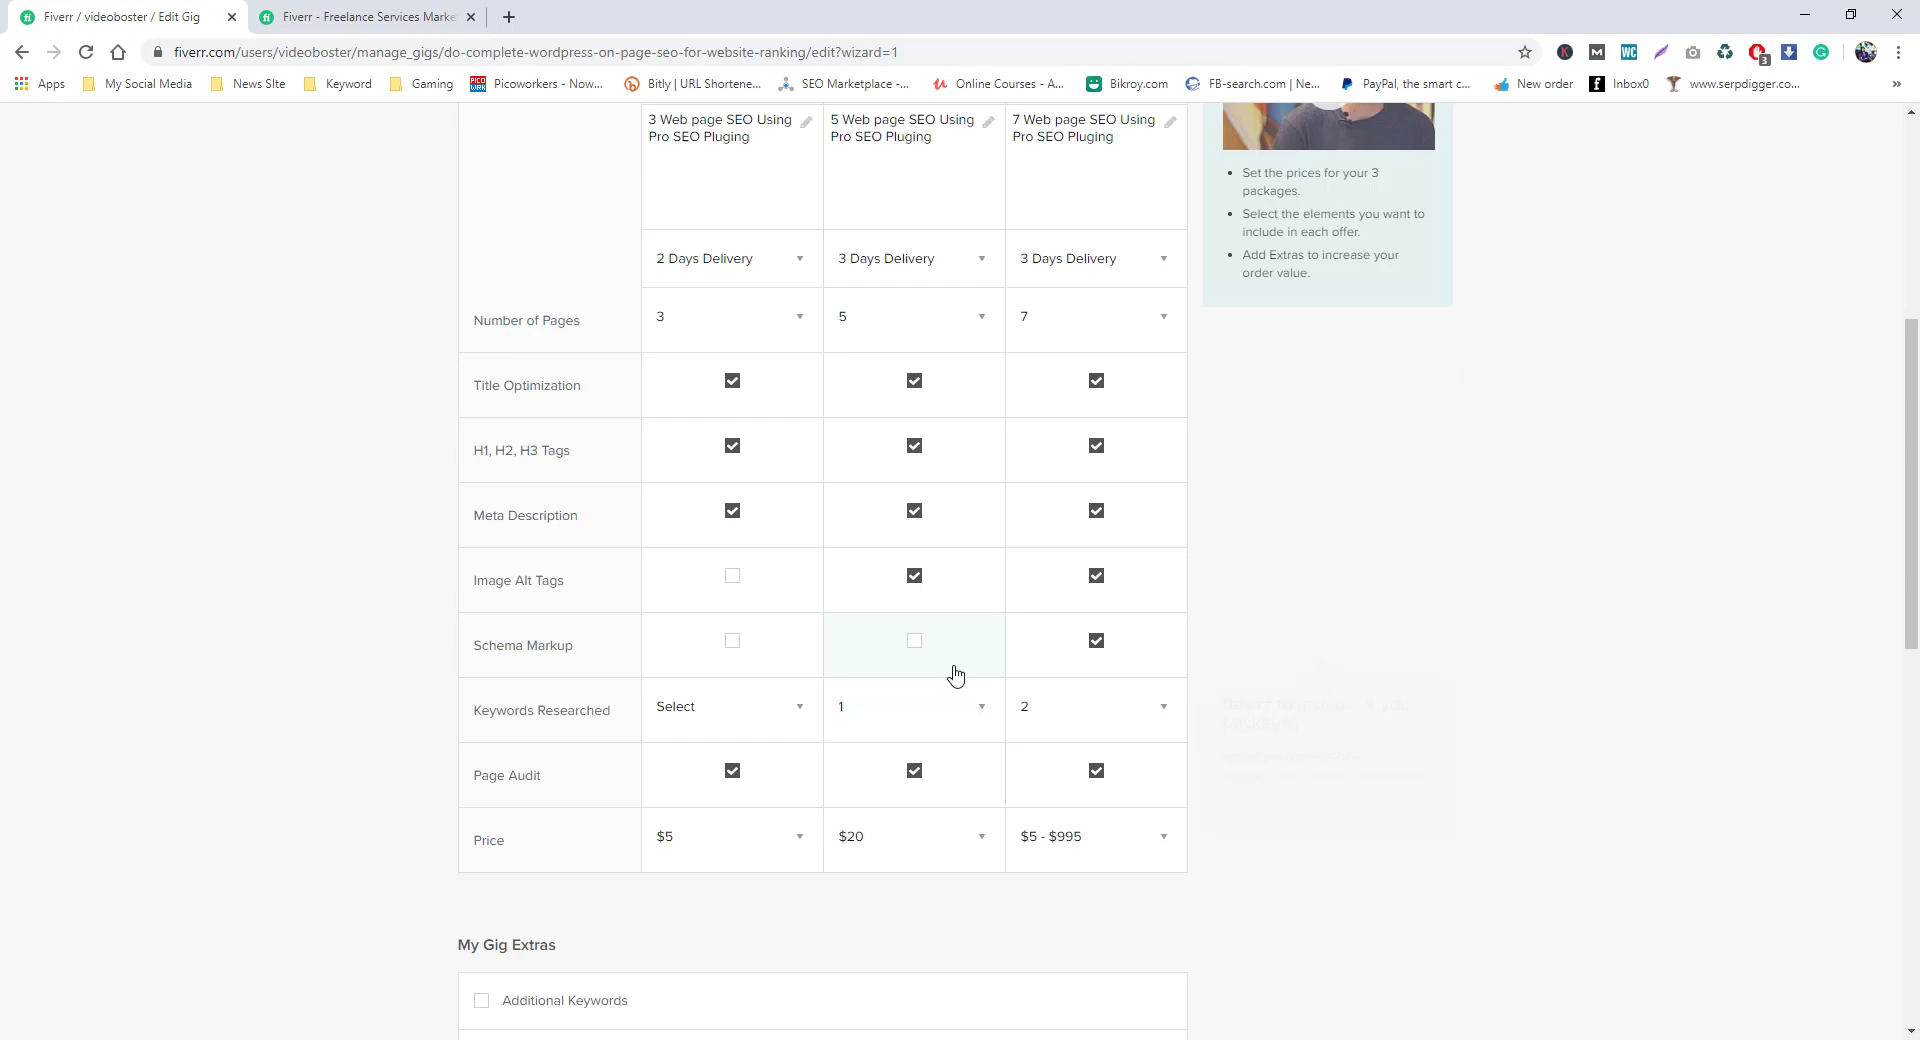 Fiverr / videoboster / Edit Gig
Fiverr - Freelance Services Marke
fiverr.com/users/videoboster/manage_gigs/do-complete-wordpress-on-page-seo-for-website-ranking/edit?wizard=1
Apps My Social Media News SIte Keyword Gaming Picoworkers - Now... Bitly | URL Shortene... SEO Marketplace -... Online Courses - A... Bikroy.com FB-search.com | Ne... PayPal, the smart c... New order Inbox0 www.serpdigger.co...
3 Web page SEO Using
Pro SEO Pluging
5 Web page SEO Using
Pro SEO Pluging
7 Web page SEO Using
Pro SEO Pluging
2 Days Delivery 3 Days Delivery 3 Days Delivery
Number of Pages 3 5 7
Title Optimization
H1, H2, H3 Tags
Meta Description
Image Alt Tags
Schema Markup
Keywords Researched Select 1 2
Page Audit
Price $5 $20 $5 - $995
My Gig Extras
Additional Keywords
Set the prices for your 3
packages.
Select the elements you want to
include in each offer.
Add Extras to increase your
order value.